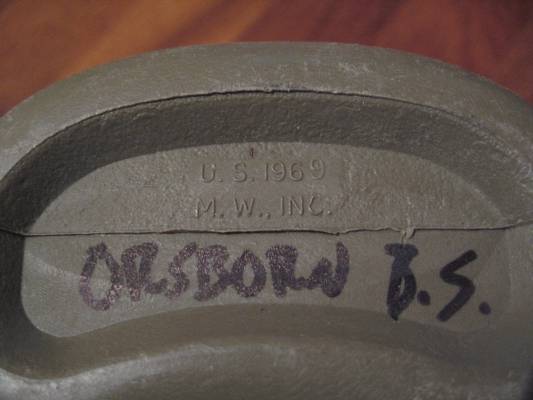 U. S. 1969
M. W., INC.
ORSBORN B.S.